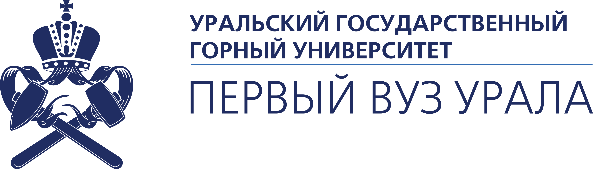 УРАЛЬСКИЙ ГОСУДАРСТВЕННЫЙ
ГОРНЫЙ УНИВЕРСИТЕТ
ПЕРВЫЙ ВУЗ УРАЛА